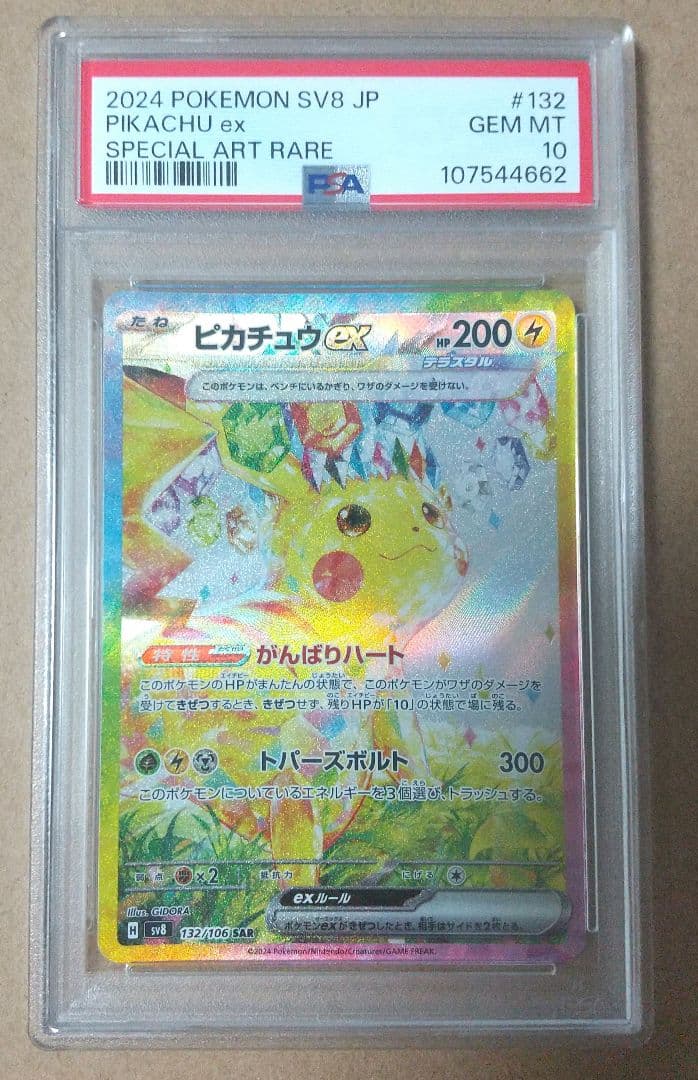 2024 POKEMON SV8 JP #132
PIKACHU ex GEM MT
SPECIAL ART RARE 10
PSA 107544662
たね ピカチュウex HP 200
テラスタル
このポケモンは、ベンチにいるかぎり、ワザのダメージを受けない。
特性 がんばりハート
このポケモンのHPがまんたんの状態で、このポケモンがワザのダメージを
受けてきぜつするとき、きぜつせず、残りHPが「10」の状態で場に残る。
トパーズボルト 300
このポケモンについているエネルギーを3個選び、トラッシュする。
弱点 ×2 抵抗力 にげる
exルール
ポケモンexがきぜつしたとき、相手はサイドを2枚とる。
Illus. GIDORA
H sv8 132/106 SAR
©2024 Pokémon/Nintendo/Creatures/GAME FREAK.